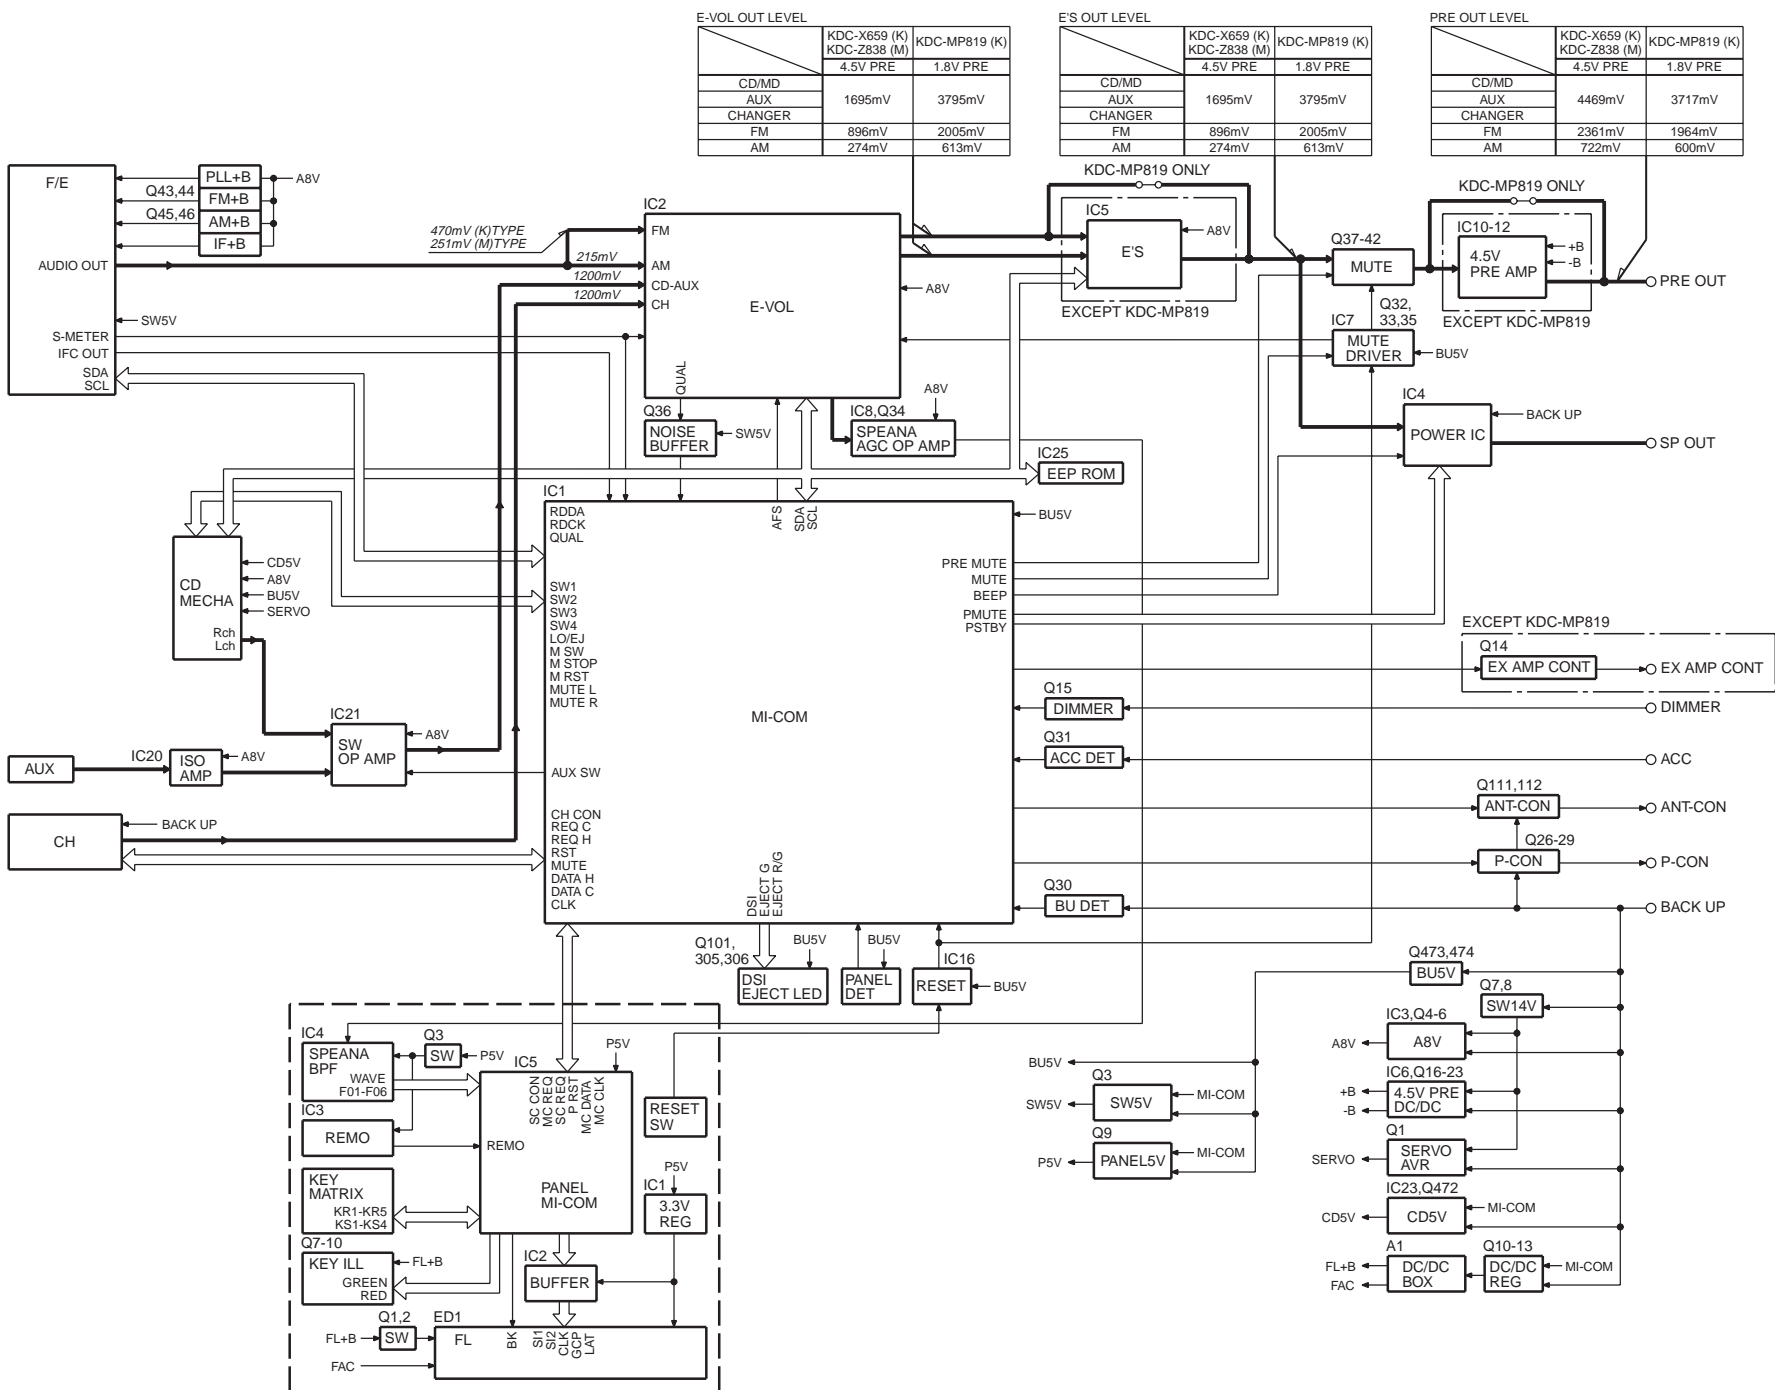 E-VOL OUT LEVEL
KDC-X659 (K)
KDC-Z838 (M)
KDC-MP819 (K)
4.5V PRE
1.8V PRE
CD/MD
AUX
CHANGER
1695mV
3795mV
FM
896mV
2005mV
AM
274mV
613mV
E'S OUT LEVEL
KDC-X659 (K)
KDC-Z838 (M)
KDC-MP819 (K)
4.5V PRE
1.8V PRE
CD/MD
AUX
CHANGER
1695mV
3795mV
FM
896mV
2005mV
AM
274mV
613mV
PRE OUT LEVEL
KDC-X659 (K)
KDC-Z838 (M)
KDC-MP819 (K)
4.5V PRE
1.8V PRE
CD/MD
AUX
CHANGER
4469mV
3717mV
FM
2361mV
1964mV
AM
722mV
600mV
F/E
PLL+B
A8V
Q43,44
FM+B
Q45,46
AM+B
IF+B
AUDIO OUT
SW5V
S-METER
IFC OUT
SDA
SCL
470mV (K)TYPE
251mV (M)TYPE
215mV
1200mV
1200mV
IC2
FM
AM
CD-AUX
CH
E-VOL
A8V
QUAL
KDC-MP819 ONLY
IC5
E'S
A8V
EXCEPT KDC-MP819
Q37-42
MUTE
Q32,
33,35
IC7
MUTE
DRIVER
BU5V
KDC-MP819 ONLY
IC10-12
4.5V
PRE AMP
+B
-B
EXCEPT KDC-MP819
PRE OUT
IC4
POWER IC
BACK UP
SP OUT
Q36
NOISE
BUFFER
SW5V
IC8,Q34
SPEANA
AGC OP AMP
A8V
IC25
EEP ROM
CD
MECHA
CD5V
A8V
BU5V
SERVO
Rch
Lch
IC1
RDDA
RDCK
QUAL
SW1
SW2
SW3
SW4
LO/EJ
M SW
M STOP
M RST
MUTE L
MUTE R
AUX SW
CH CON
REQ C
REQ H
RST
MUTE
DATA H
DATA C
CLK
AFS
SDA
SCL
MI-COM
BU5V
PRE MUTE
MUTE
BEEP
PMUTE
PSTBY
DSI
EJECT G
EJECT R/G
AUX
IC20
ISO
AMP
A8V
IC21
SW
OP AMP
A8V
CH
BACK UP
EXCEPT KDC-MP819
Q14
EX AMP CONT
EX AMP CONT
Q15
DIMMER
DIMMER
Q31
ACC DET
ACC
Q111,112
ANT-CON
ANT-CON
Q26-29
P-CON
P-CON
Q30
BU DET
BACK UP
Q101,
305,306
BU5V
DSI
EJECT LED
BU5V
PANEL
DET
IC16
RESET
BU5V
Q473,474
BU5V
Q7,8
SW14V
IC3,Q4-6
A8V
A8V
IC6,Q16-23
4.5V PRE
DC/DC
+B
-B
Q1
SERVO
AVR
SERVO
IC23,Q472
CD5V
CD5V
MI-COM
A1
DC/DC
BOX
FL+B
FAC
Q10-13
DC/DC
REG
MI-COM
BU5V
Q3
SW5V
SW5V
MI-COM
Q9
PANEL5V
P5V
MI-COM
IC4
SPEANA
BPF
WAVE
F01-F06
Q3
SW
P5V
IC3
REMO
KEY
MATRIX
KR1-KR5
KS1-KS4
Q7-10
KEY ILL
GREEN
RED
FL+B
IC5
P5V
SC CON
MC REQ
SC REQ
P RST
MC DATA
MC CLK
REMO
PANEL
MI-COM
RESET
SW
P5V
IC1
3.3V
REG
IC2
BUFFER
Q1,2
FL+B
SW
FAC
ED1
FL
BK
SI1
SI2
CLK
GCP
LAT